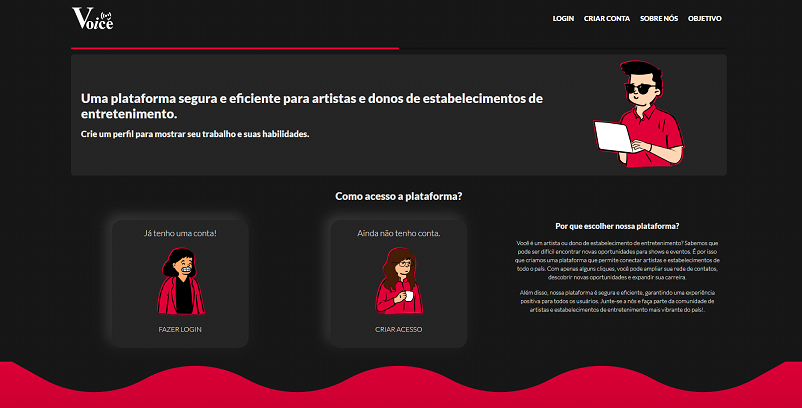 Voice
LOGIN CRIAR CONTA SOBRE NÓS OBJETIVO
Uma plataforma segura e eficiente para artistas e donos de estabelecimentos de
entretenimento.
Crie um perfil para mostrar seu trabalho e suas habilidades.
Como acesso a plataforma?
Já tenho uma conta!
FAZER LOGIN
Ainda não tenho conta.
CRIAR ACESSO
Por que escolher nossa plataforma?
Você é um artista ou dono de estabelecimento de entretenimento? Sabemos que
pode ser difícil encontrar novas oportunidades para shows e eventos. É por isso
que criamos uma plataforma que permite conectar artistas e estabelecimentos de
todo o país. Com apenas alguns cliques, você pode ampliar sua rede de contatos,
descobrir novas oportunidades e expandir sua carreira.
Além disso, nossa plataforma é segura e eficiente, garantindo uma experiência
positiva para todos os usuários. Junte-se a nós e faça parte da comunidade de
artistas e estabelecimentos de entretenimento mais vibrante do país!.